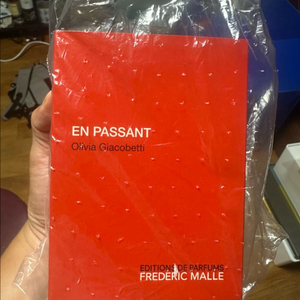 EN PASSANT
Olivia Giacobetti
EDITIONS DE PARFUMS
FREDERIC MALLE